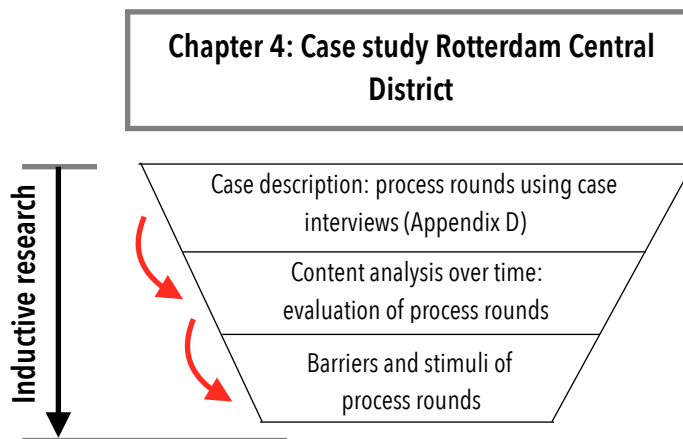 Chapter 4: Case study Rotterdam Central
District
Inductive research
Case description: process rounds using case
interviews (Appendix D)
Content analysis over time:
evaluation of process rounds
Barriers and stimuli of
process rounds